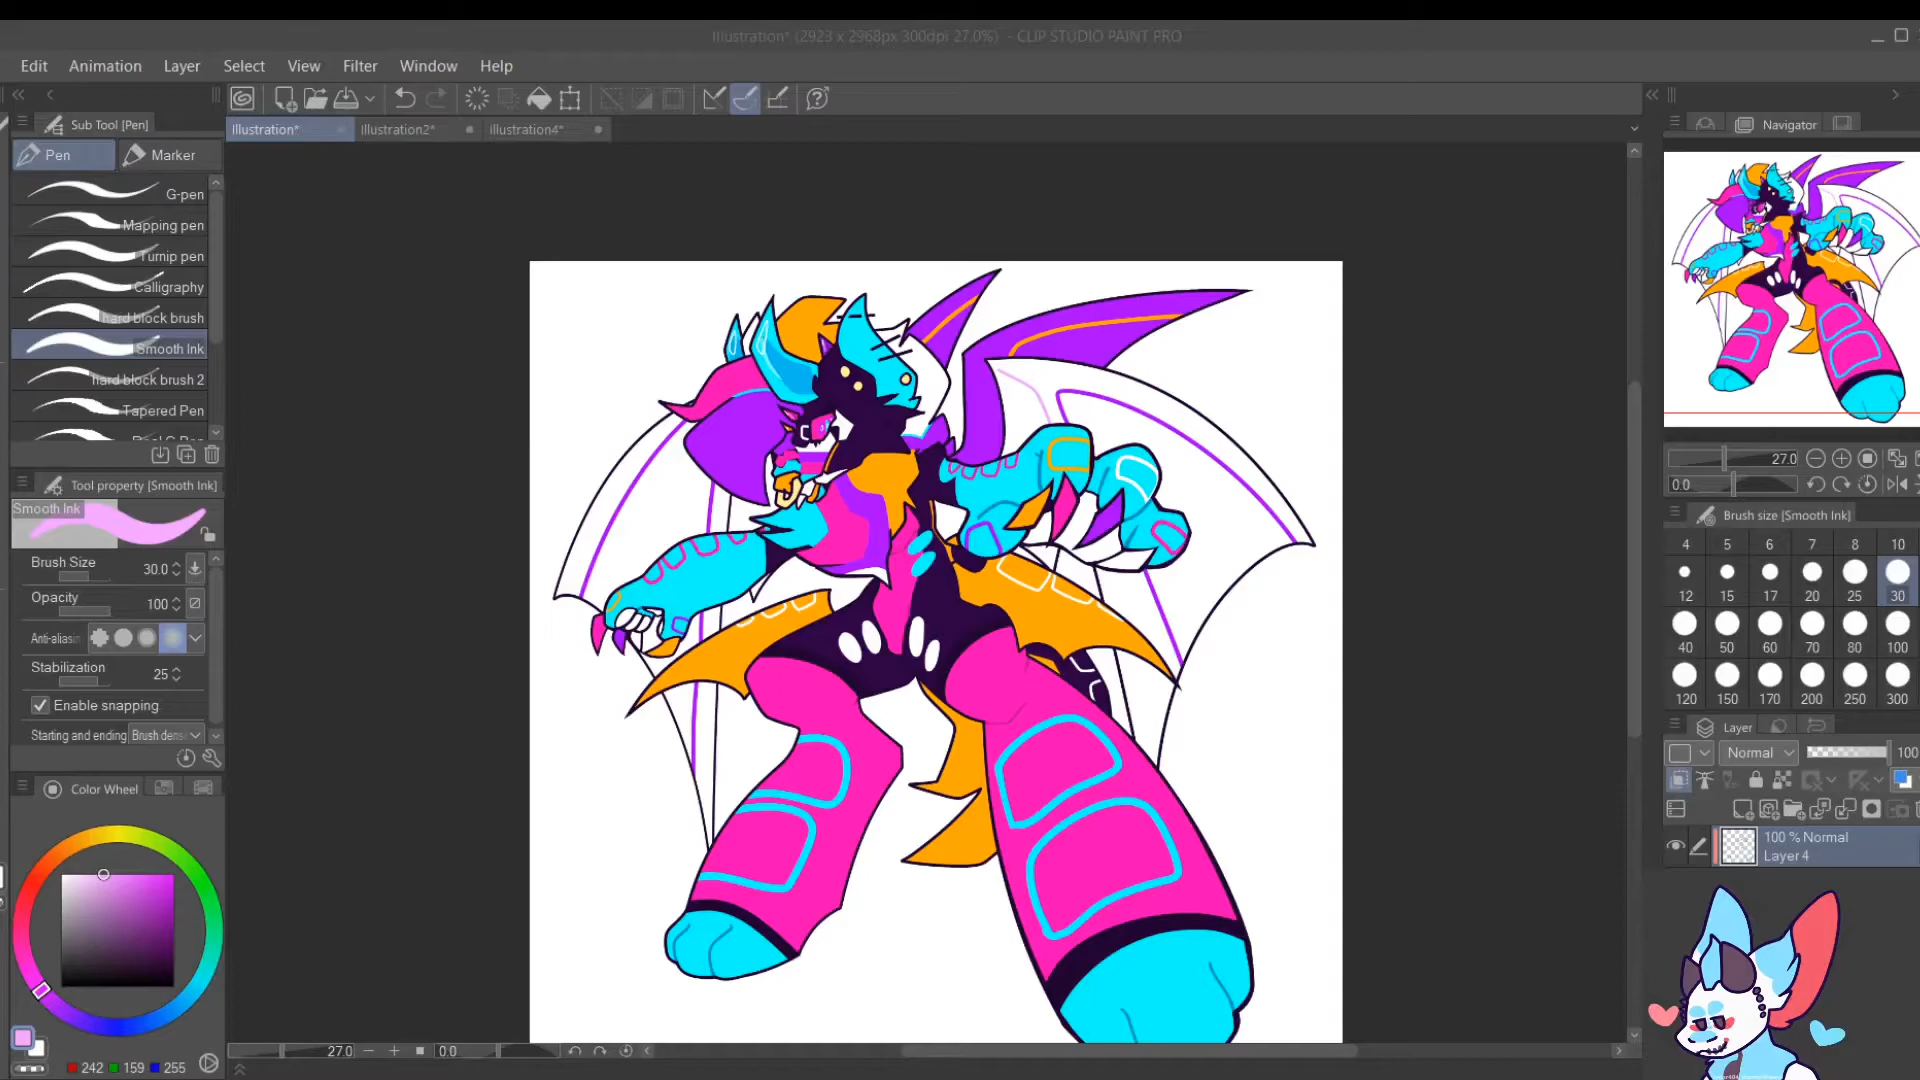 Illustration* (2923 x 2968px 300dpi 27.0%) - CLIP STUDIO PAINT PRO
Edit Animation Layer Select View Filter Window Help
Sub Tool [Pen]
Illustration* Illustration2* Illustration4*
Navigator
Pen Marker
G-pen
Mapping pen
Turnip pen
Calligraphy
hard block brush
Smooth Ink
hard block brush 2
Tapered Pen
27.0
Tool property [Smooth Ink]
0.0
Smooth Ink
Brush size [Smooth Ink]
4 5 6 7 8 10
Brush Size 30.0
12 15 17 20 25 30
Opacity 100
Anti-aliasin
40 50 60 70 80 100
Stabilization
25
120 150 170 200 250 300
Enable snapping
Starting and ending Brush dens
Layer
Normal 100
Color Wheel
100 % Normal
Layer 4
27.0 0.0
242 159 255